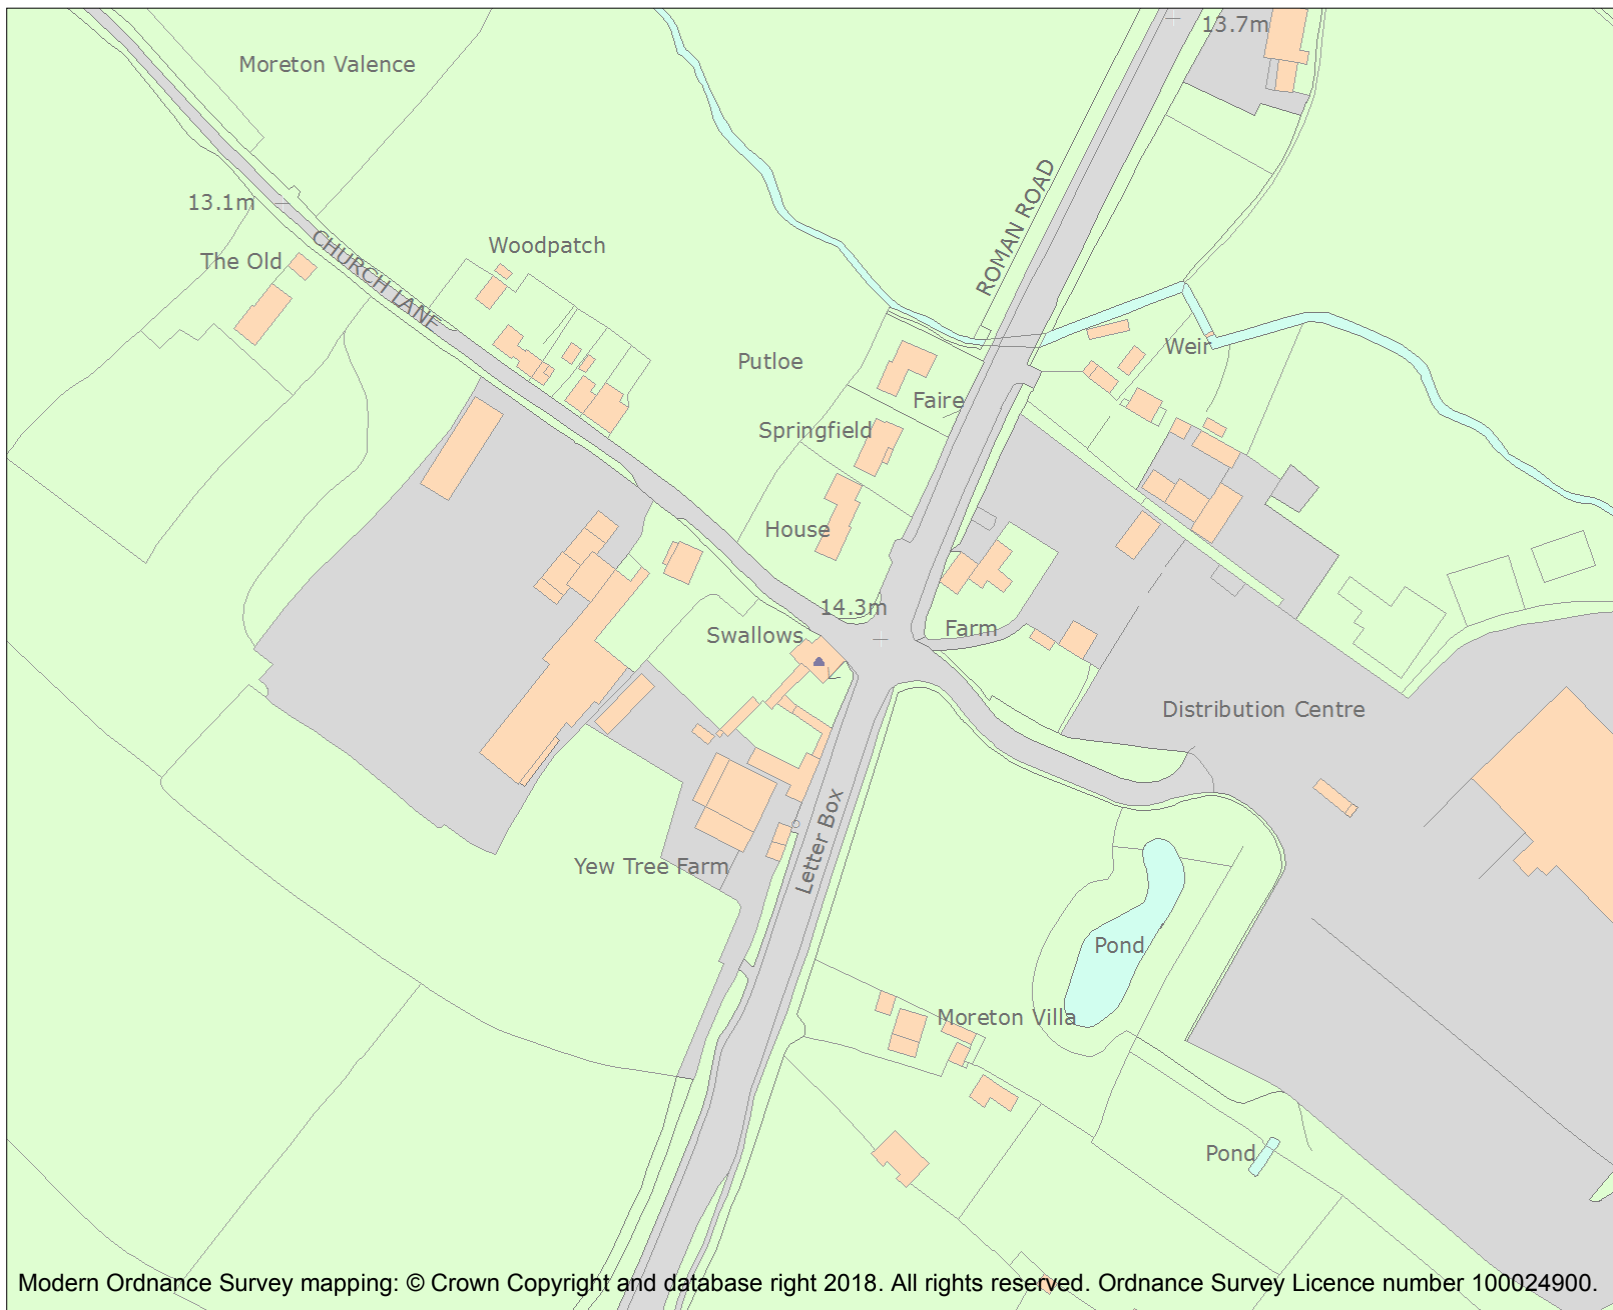 13.7m
Moreton Valence
ROMAN ROAD
13.1m
CHURCH LANE
Woodpatch
The Old
Weir
Putloe
Faire
Springfield
House
14.3m
Farm
Swallows
Distribution Centre
Letter Box
Yew Tree Farm
Pond
Moreton Villa
Pond
Modern Ordnance Survey mapping: © Crown Copyright and database right 2018. All rights reserved. Ordnance Survey Licence number 100024900.